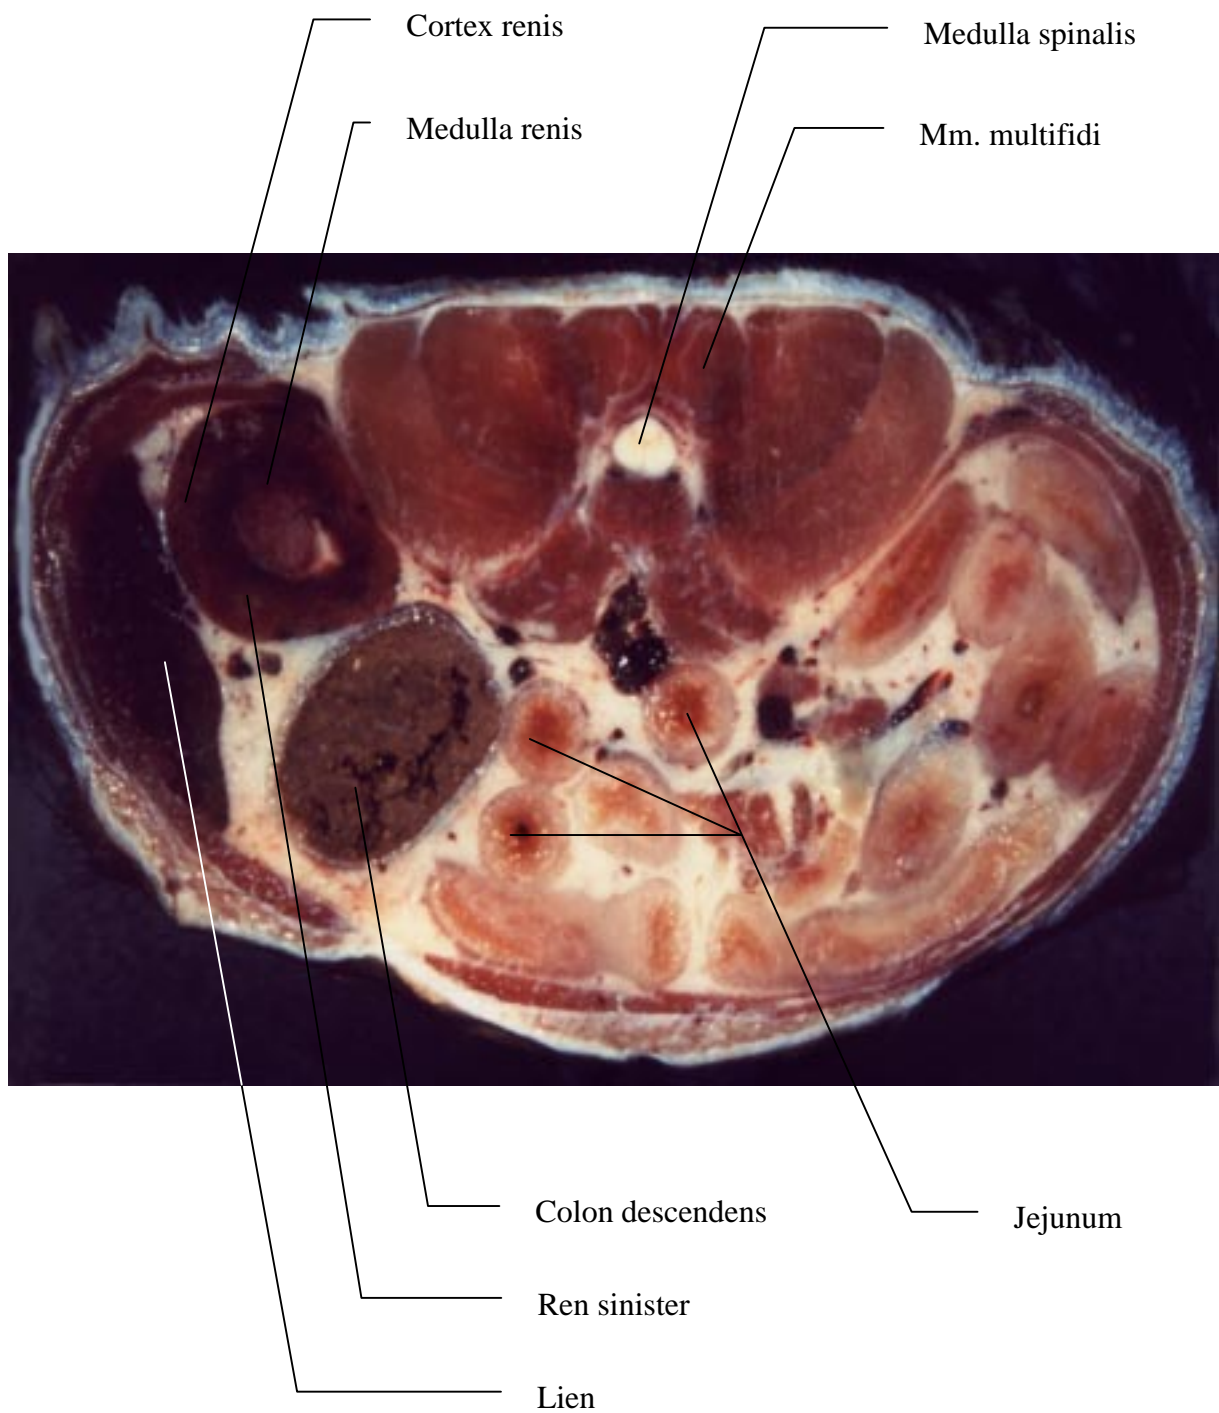 Cortex renis
Medulla spinalis
Medulla renis
Mm. multifidi
Colon descendens
Jejunum
Ren sinister
Lien